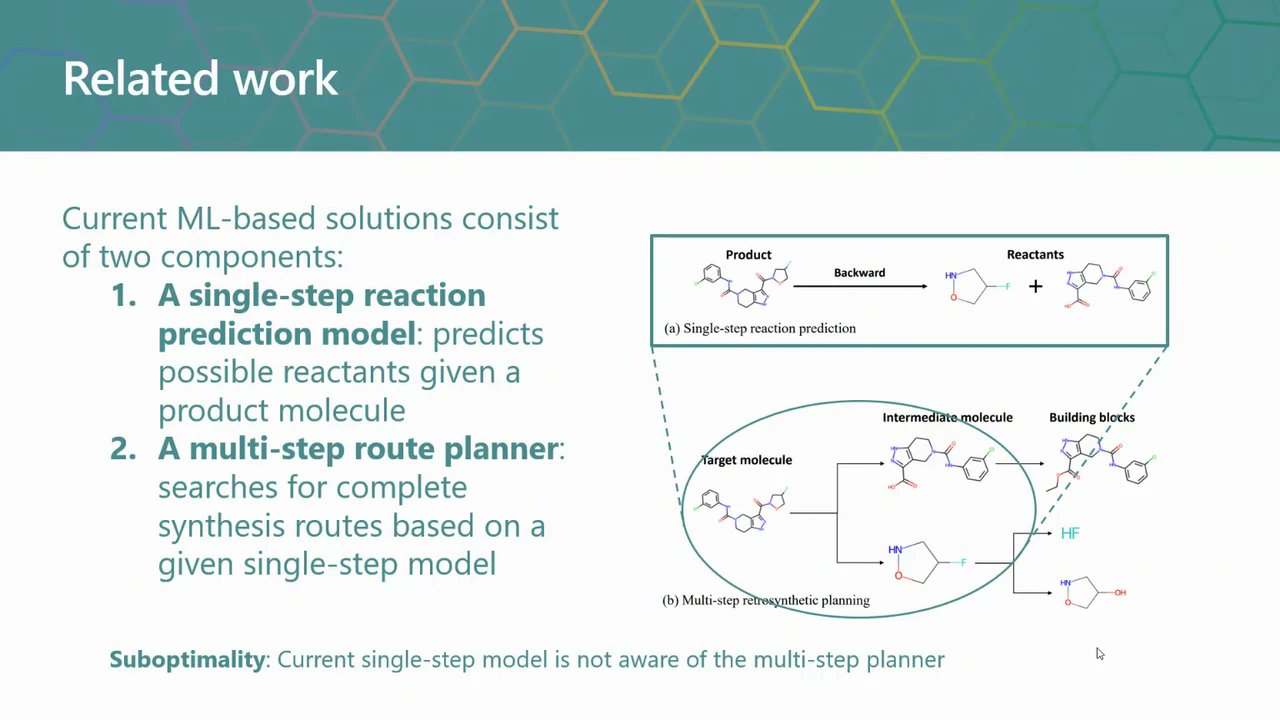 Related work
Current ML-based solutions consist
of two components:
1. A single-step reaction
prediction model: predicts
possible reactants given a
product molecule
2. A multi-step route planner:
searches for complete
synthesis routes based on a
given single-step model
Product
Backward
Reactants
HN
O
F
+
(a) Single-step reaction prediction
Intermediate molecule
Building blocks
Target molecule
HN
O
F
HF
HN
O
OH
(b) Multi-step retrosynthetic planning
Suboptimality: Current single-step model is not aware of the multi-step planner